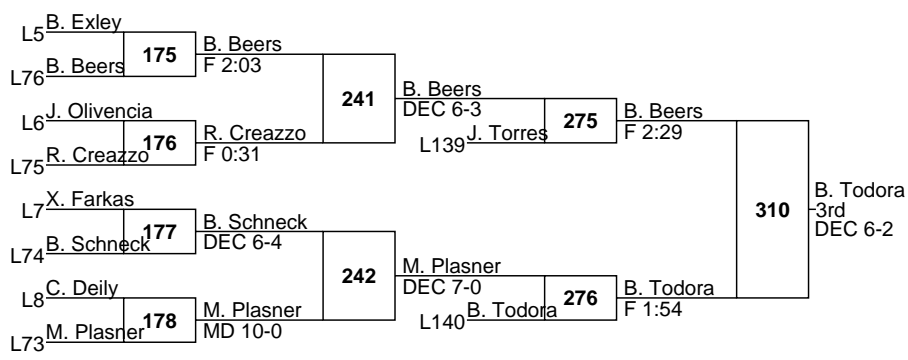 B. Exley
L5
175
B. Beers
F 2:03
L76
B. Beers
241
B. Beers
DEC 6-3
J. Olivencia
L6
176
R. Creazzo
F 0:31
L75
R. Creazzo
275
B. Beers
F 2:29
L139
J. Torres
X. Farkas
L7
177
B. Schneck
DEC 6-4
L74
B. Schneck
310
B. Todora
3rd
DEC 6-2
242
M. Plasner
DEC 7-0
C. Deily
L8
178
M. Plasner
MD 10-0
L73
M. Plasner
276
B. Todora
F 1:54
L140
B. Todora